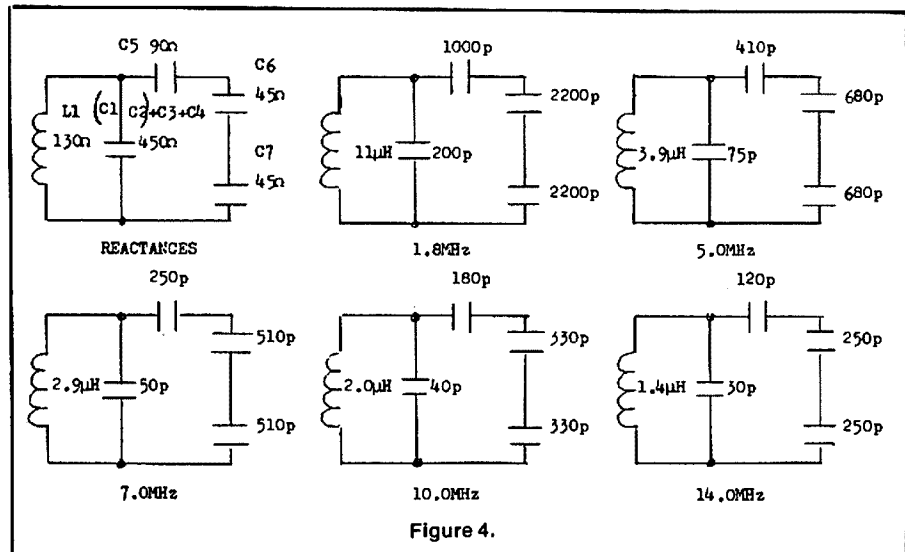 C5 90Ω
C6
45Ω
L1 (C1 C2)+C3+C4
130Ω 450Ω
C7
45Ω
REACTANCES
1000p
2200p
11μH 200p
2200p
1.8MHz
410p
680p
3.9μH 75p
680p
5.0MHz
250p
510p
2.9μH 50p
510p
7.0MHz
180p
330p
2.0μH 40p
330p
10.0MHz
120p
250p
1.4μH 30p
250p
14.0MHz
Figure 4.